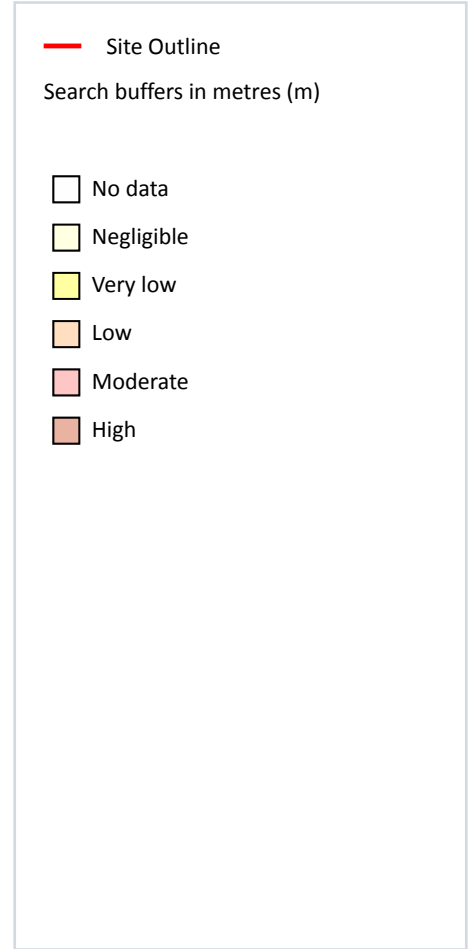 Site Outline
Search buffers in metres (m)
No data
Negligible
Very low
Low
Moderate
High